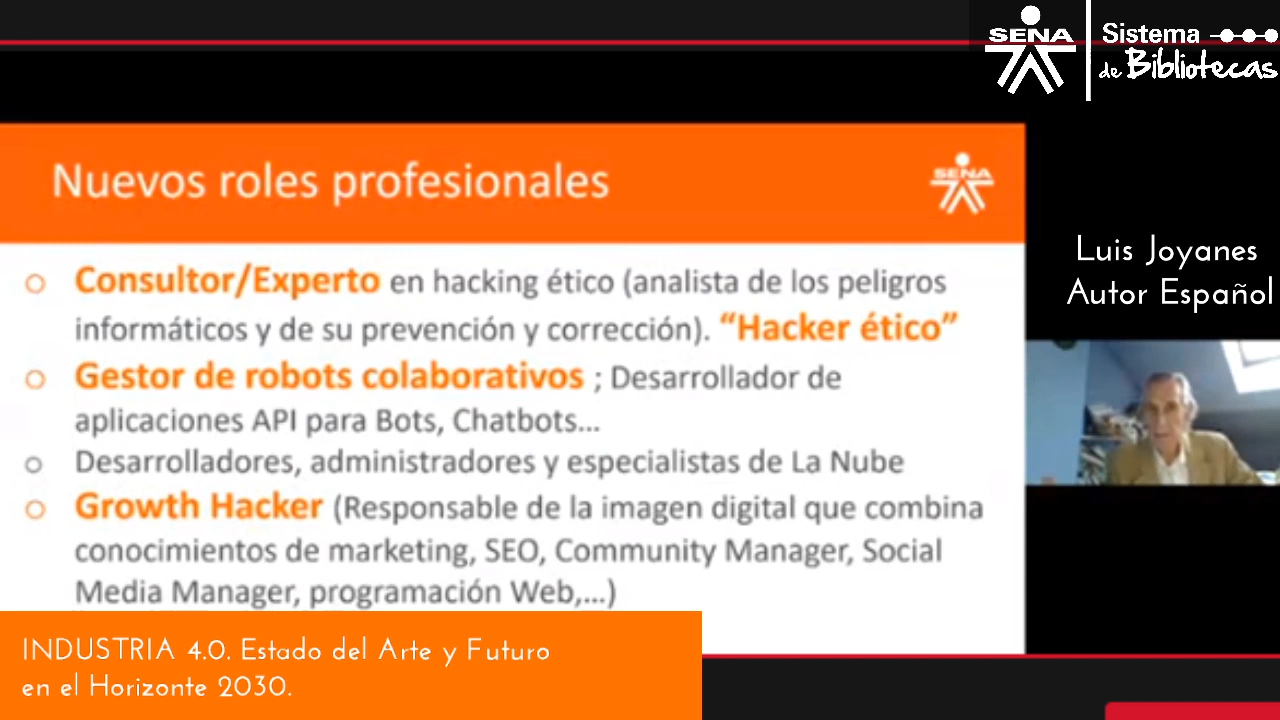 SENA
Sistema
de Bibliotecas
Nuevos roles profesionales
SENA
Luis Joyanes
Autor Español
Consultor/Experto en hacking ético (analista de los peligros
informáticos y de su prevención y corrección). “Hacker ético”
Gestor de robots colaborativos ; Desarrollador de
aplicaciones API para Bots, Chatbots...
Desarrolladores, administradores y especialistas de La Nube
Growth Hacker (Responsable de la imagen digital que combina
conocimientos de marketing, SEO, Community Manager, Social
Media Manager, programación Web,...)
INDUSTRIA 4.0. Estado del Arte y Futuro
en el Horizonte 2030.